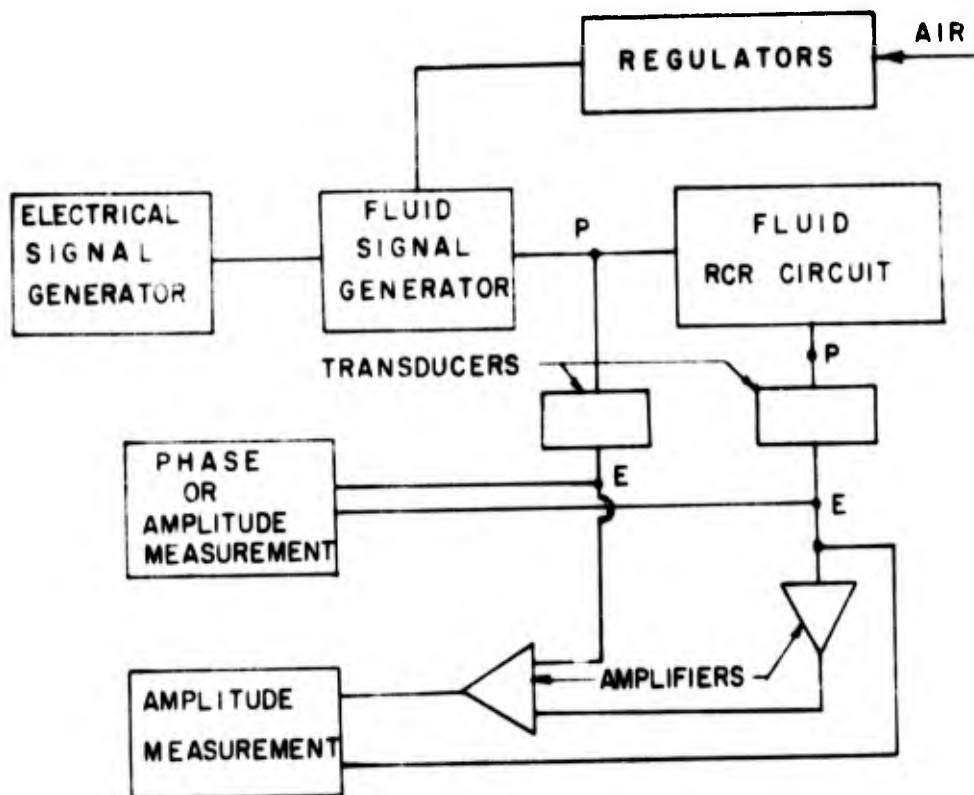 AIR
REGULATORS
ELECTRICAL
SIGNAL
GENERATOR
FLUID
SIGNAL
GENERATOR
P
FLUID
RCR CIRCUIT
P
TRANSDUCERS
PHASE
OR
AMPLITUDE
MEASUREMENT
E
E
AMPLIFIERS
AMPLITUDE
MEASUREMENT